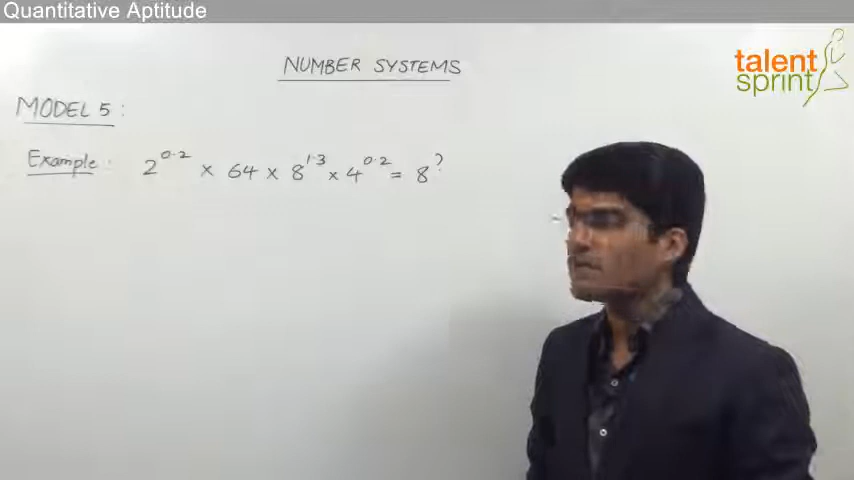 Quantitative Aptitude
NUMBER SYSTEMS
talent
sprint
MODEL 5 :
Example : 2^0.2 × 64 × 8^1.3 × 4^0.2 = 8^?